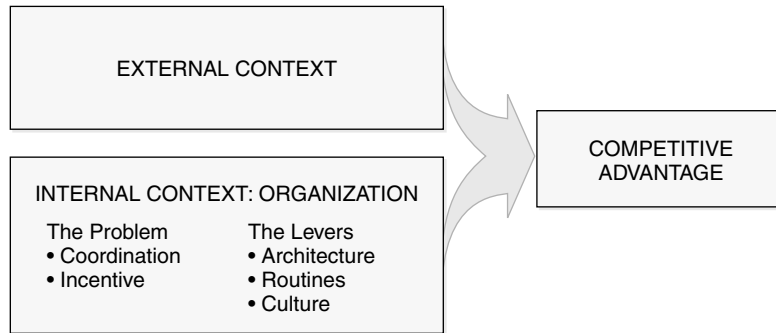 EXTERNAL CONTEXT
INTERNAL CONTEXT: ORGANIZATION
The Problem
• Coordination
• Incentive
The Levers
• Architecture
• Routines
• Culture
COMPETITIVE
ADVANTAGE